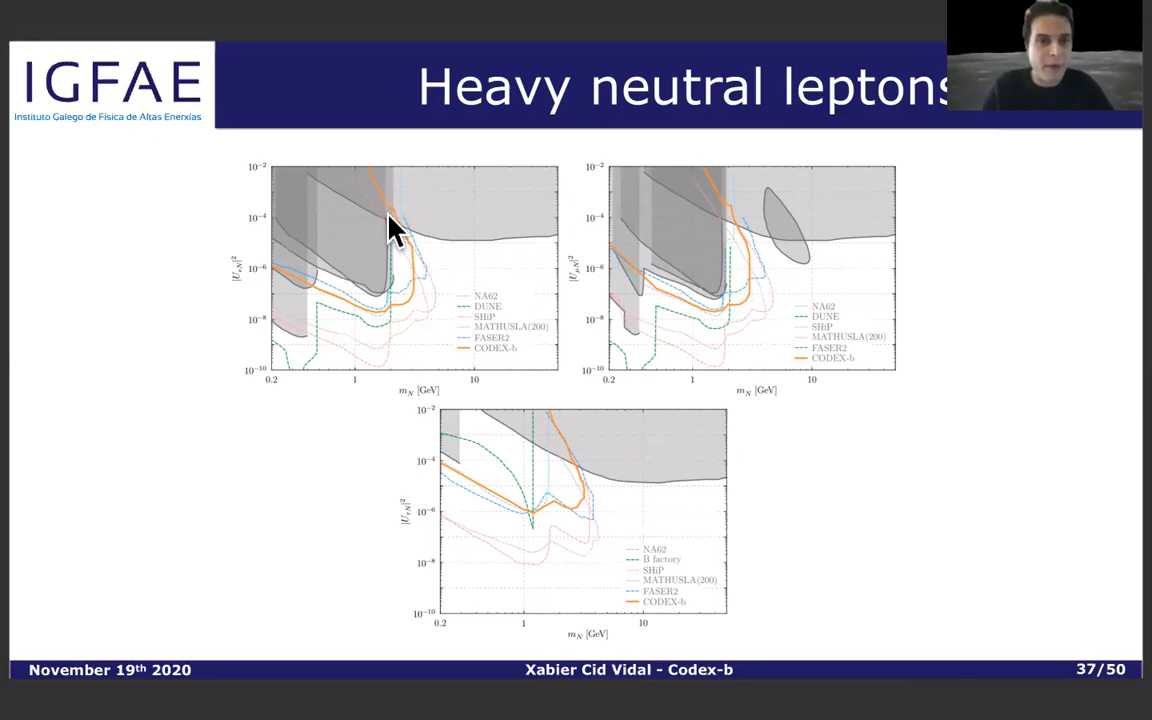 IGFAE
Instituto Galego de Física de Altas Enerxías
Heavy neutral leptons
10⁻²
10⁻⁴
10⁻⁶
10⁻⁸
10⁻¹⁰
|U_eN|²
0.2
1
10
m_N [GeV]
NA62
DUNE
SHiP
MATHUSLA(200)
FASER2
CODEX-b
10⁻²
10⁻⁴
10⁻⁶
10⁻⁸
10⁻¹⁰
|U_μN|²
0.2
1
10
m_N [GeV]
NA62
DUNE
SHiP
MATHUSLA(200)
FASER2
CODEX-b
10⁻²
10⁻⁴
10⁻⁶
10⁻⁸
10⁻¹⁰
|U_τN|²
0.2
1
10
m_N [GeV]
NA62
B factory
SHiP
MATHUSLA(200)
FASER2
CODEX-b
November 19th 2020
Xabier Cid Vidal - Codex-b
37/50